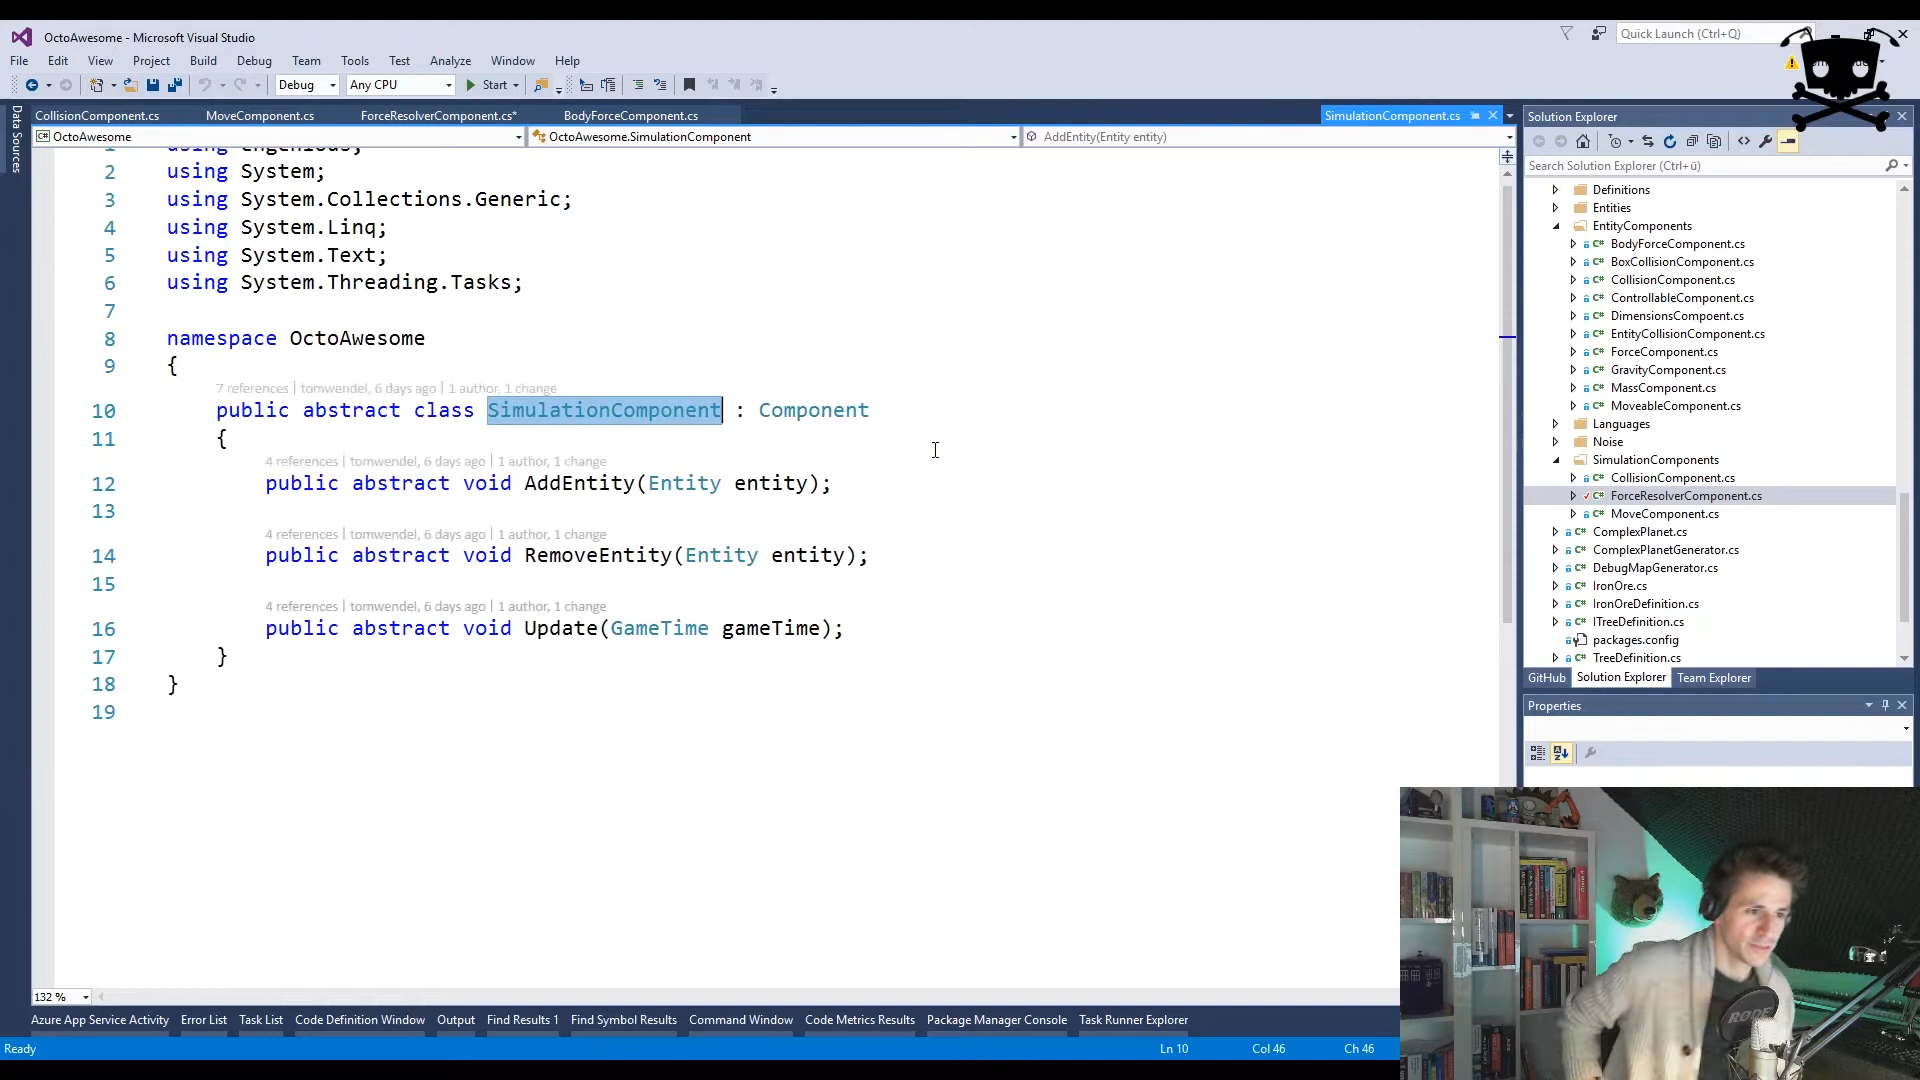 OctoAwesome - Microsoft Visual Studio
Quick Launch (Ctrl+Q)
File Edit View Project Build Debug Team Tools Test Analyze Window Help
Debug Any CPU Start
CollisionComponent.cs MoveComponent.cs ForceResolverComponent.cs* BodyForceComponent.cs SimulationComponent.cs
OctoAwesome OctoAwesome.SimulationComponent AddEntity(Entity entity)
Data Sources
2 using System;
3 using System.Collections.Generic;
4 using System.Linq;
5 using System.Text;
6 using System.Threading.Tasks;
7
8 namespace OctoAwesome
9 {
7 references | tomwendel, 6 days ago | 1 author, 1 change
10 public abstract class SimulationComponent : Component
11 {
4 references | tomwendel, 6 days ago | 1 author, 1 change
12 public abstract void AddEntity(Entity entity);
13
4 references | tomwendel, 6 days ago | 1 author, 1 change
14 public abstract void RemoveEntity(Entity entity);
15
4 references | tomwendel, 6 days ago | 1 author, 1 change
16 public abstract void Update(GameTime gameTime);
17 }
18 }
19
132 %
Solution Explorer
Search Solution Explorer (Ctrl+ü)
Definitions
Entities
EntityComponents
C# BodyForceComponent.cs
C# BoxCollisionComponent.cs
C# CollisionComponent.cs
C# ControllableComponent.cs
C# DimensionsCompoent.cs
C# EntityCollisionComponent.cs
C# ForceComponent.cs
C# GravityComponent.cs
C# MassComponent.cs
C# MoveableComponent.cs
Languages
Noise
SimulationComponents
C# CollisionComponent.cs
C# ForceResolverComponent.cs
C# MoveComponent.cs
C# ComplexPlanet.cs
C# ComplexPlanetGenerator.cs
C# DebugMapGenerator.cs
C# IronOre.cs
C# IronOreDefinition.cs
C# ITreeDefinition.cs
packages.config
C# TreeDefinition.cs
GitHub Solution Explorer Team Explorer
Properties
Azure App Service Activity Error List Task List Code Definition Window Output Find Results 1 Find Symbol Results Command Window Code Metrics Results Package Manager Console Task Runner Explorer
Ready Ln 10 Col 46 Ch 46
RØDE